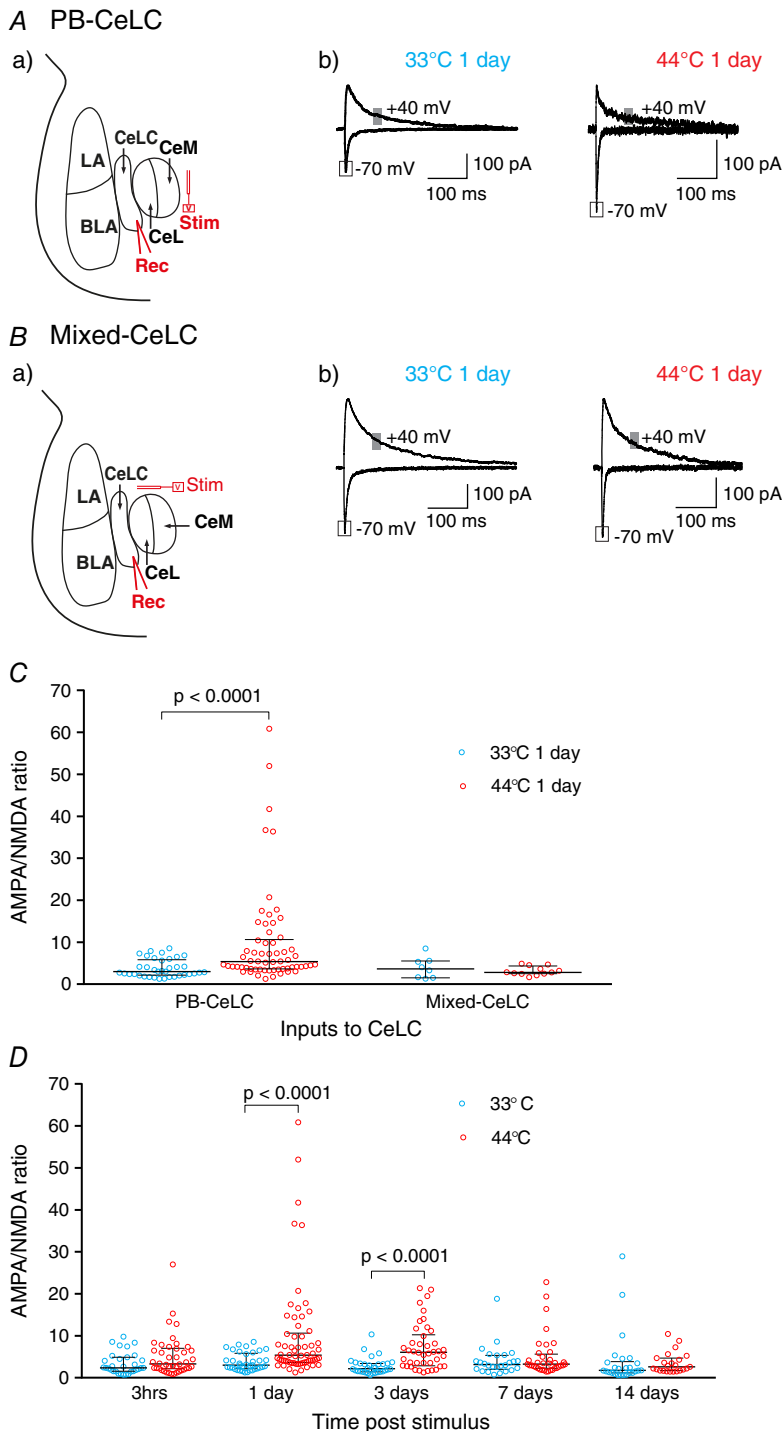 A PB-CeLC
a)
LA
BLA
CeLC
CeM
CeL
Stim
V
Rec
b)
33°C 1 day
+40 mV
-70 mV
100 pA
100 ms
44°C 1 day
+40 mV
-70 mV
100 pA
100 ms
B Mixed-CeLC
a)
LA
BLA
CeLC
V Stim
CeM
CeL
Rec
b)
33°C 1 day
+40 mV
-70 mV
100 pA
100 ms
44°C 1 day
+40 mV
-70 mV
100 pA
100 ms
C
AMPA/NMDA ratio
70
60
50
40
30
20
10
0
p < 0.0001
33°C 1 day
44°C 1 day
PB-CeLC Mixed-CeLC
Inputs to CeLC
D
AMPA/NMDA ratio
70
60
50
40
30
20
10
0
p < 0.0001
p < 0.0001
33° C
44°C
3hrs 1 day 3 days 7 days 14 days
Time post stimulus